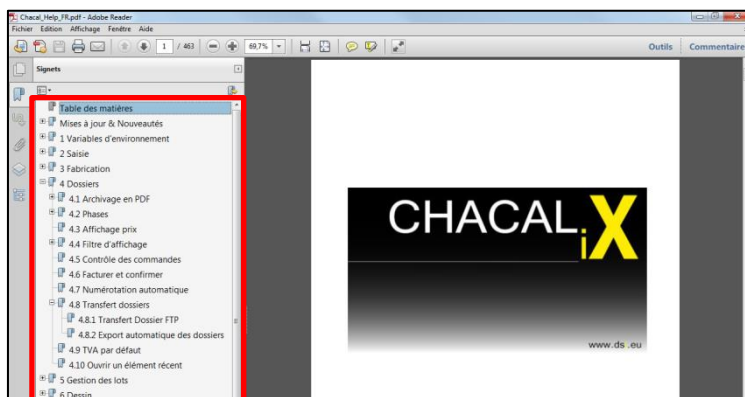 Chacal_Help_FR.pdf - Adobe Reader
Fichier Edition Affichage Fenêtre Aide
1 / 463 69,7% Outils Commentaire
Signets
Table des matières
Mises à jour & Nouveautés
1 Variables d'environnement
2 Saisie
3 Fabrication
4 Dossiers
4.1 Archivage en PDF
4.2 Phases
4.3 Affichage prix
4.4 Filtre d'affichage
4.5 Contrôle des commandes
4.6 Facturer et confirmer
4.7 Numérotation automatique
4.8 Transfert dossiers
4.8.1 Transfert Dossier FTP
4.8.2 Export automatique des dossiers
4.9 TVA par défaut
4.10 Ouvrir un élément récent
5 Gestion des lots
6 Dessin
CHACAL iX
www.ds:.eu